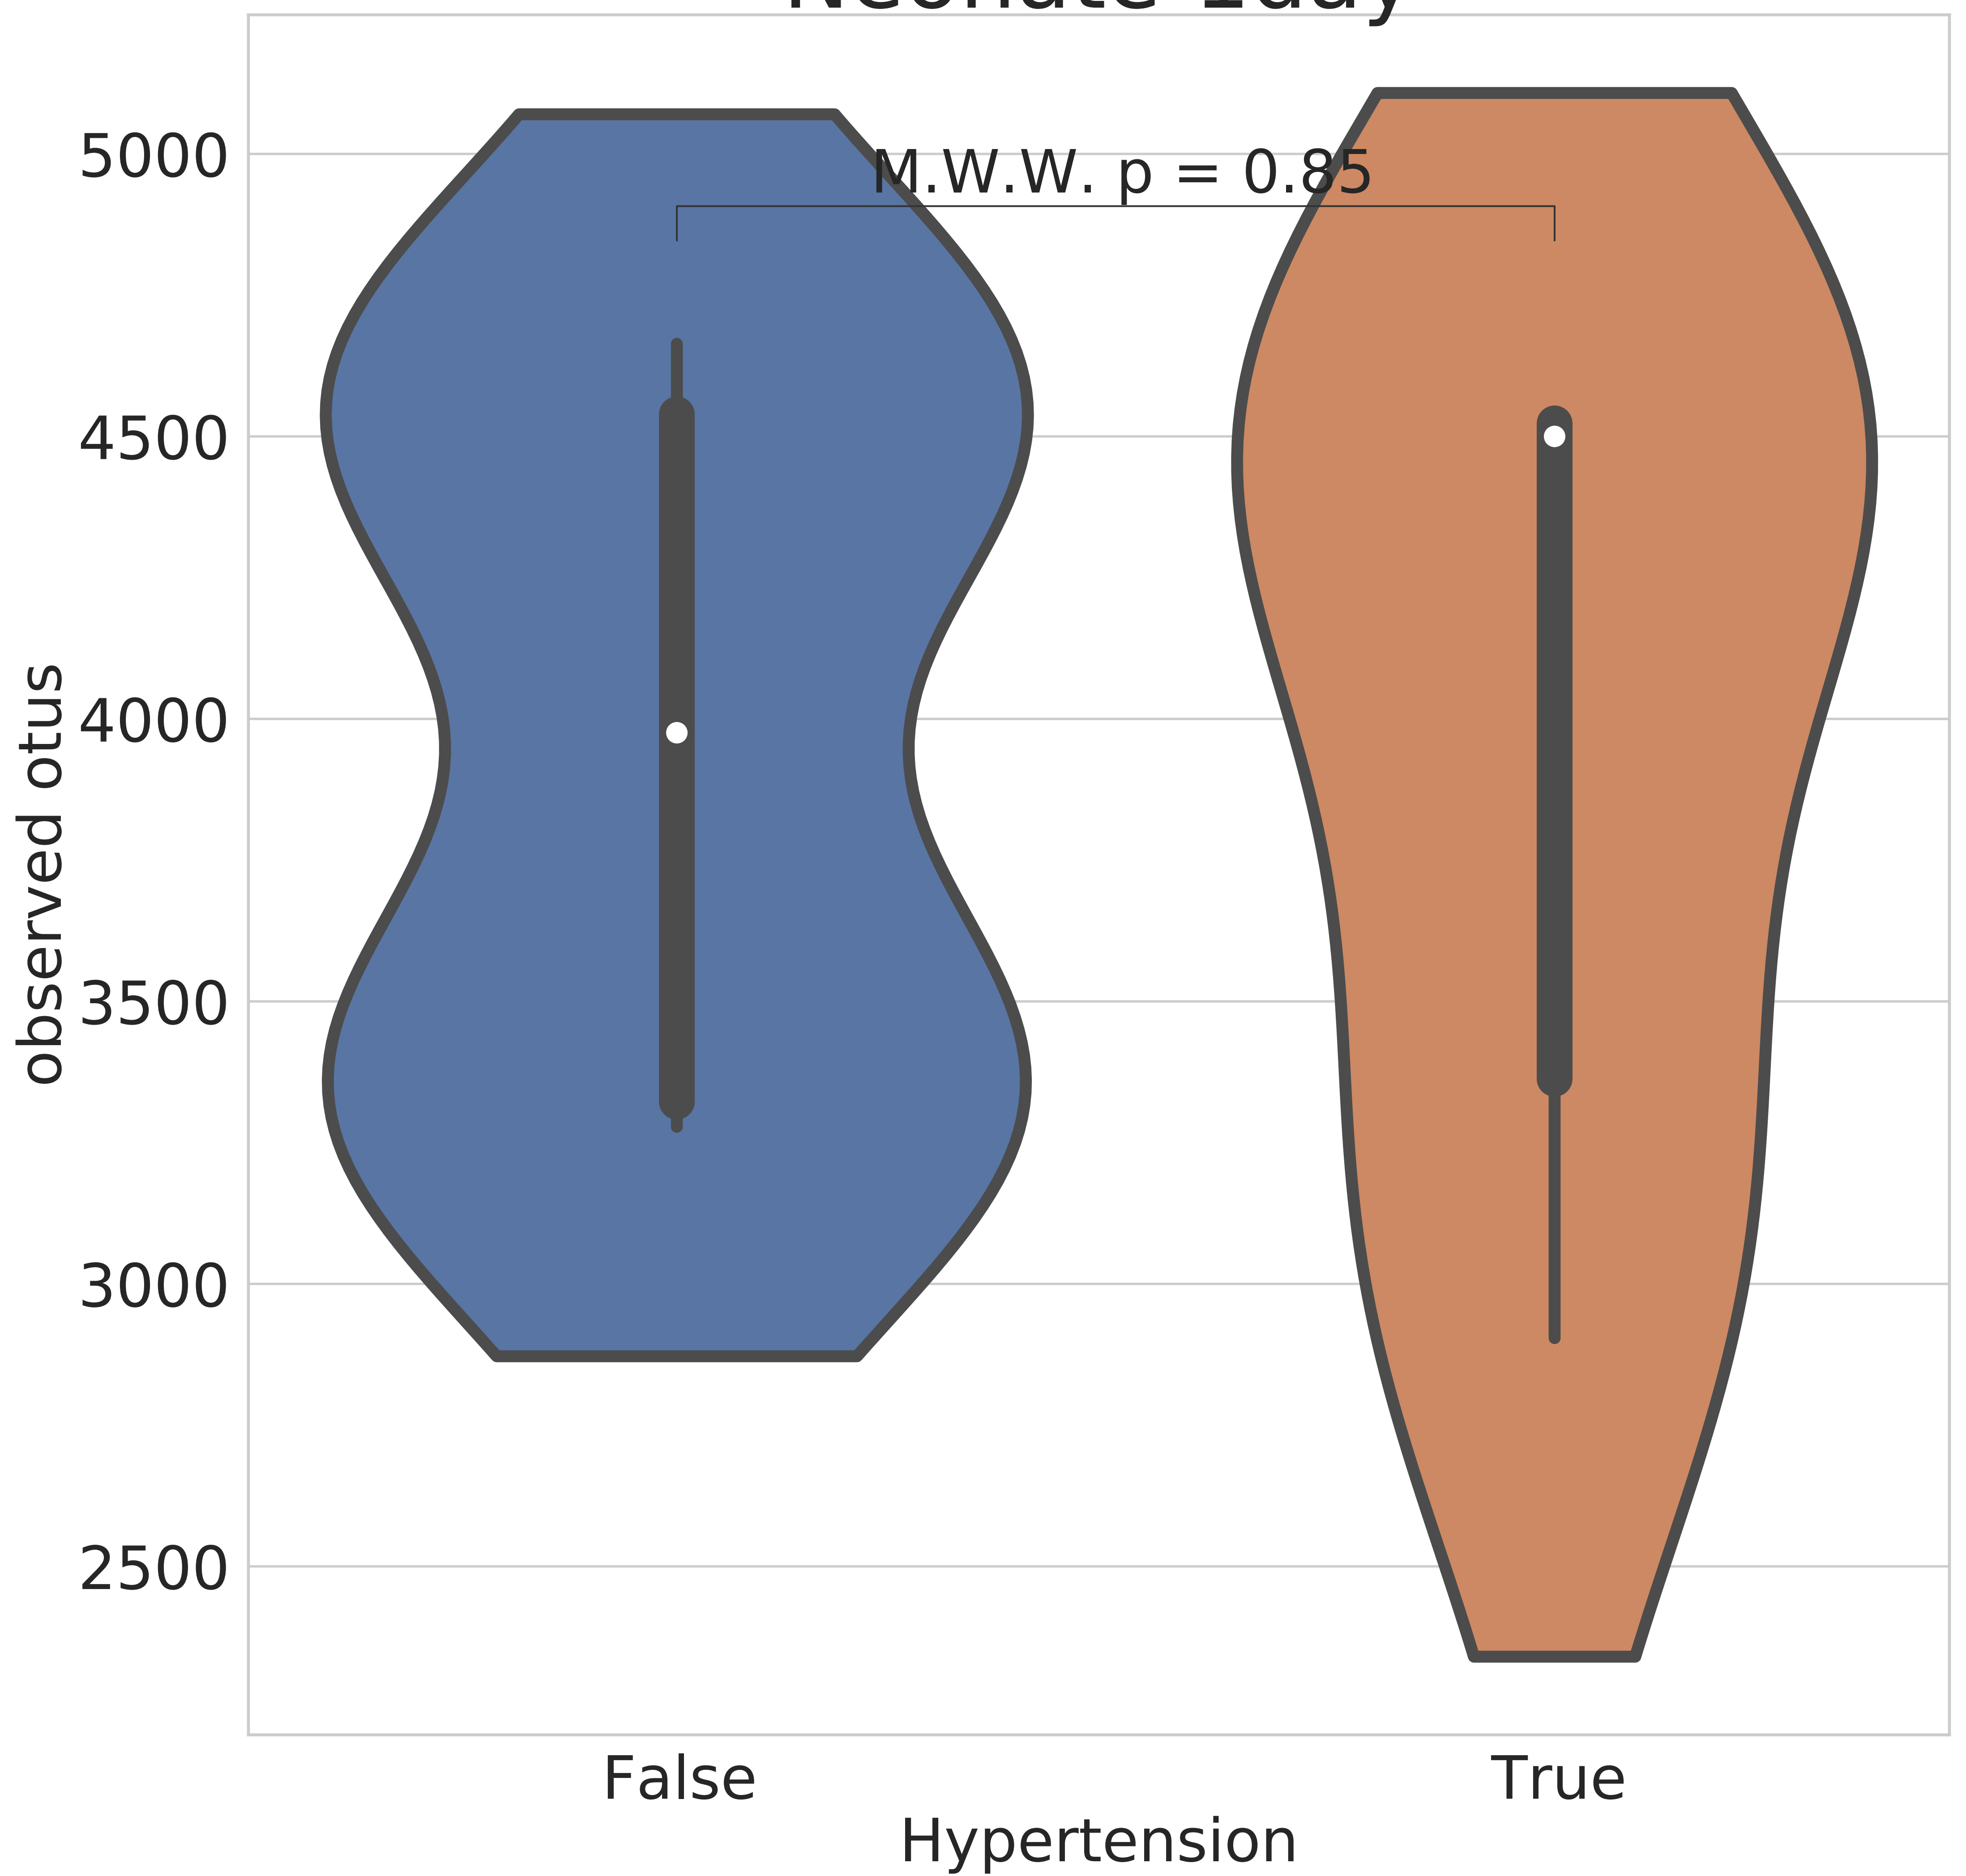 5000
M.W.W. p = 0.85
4500
4000
3500
3000
2500
observed otus
False True
Hypertension